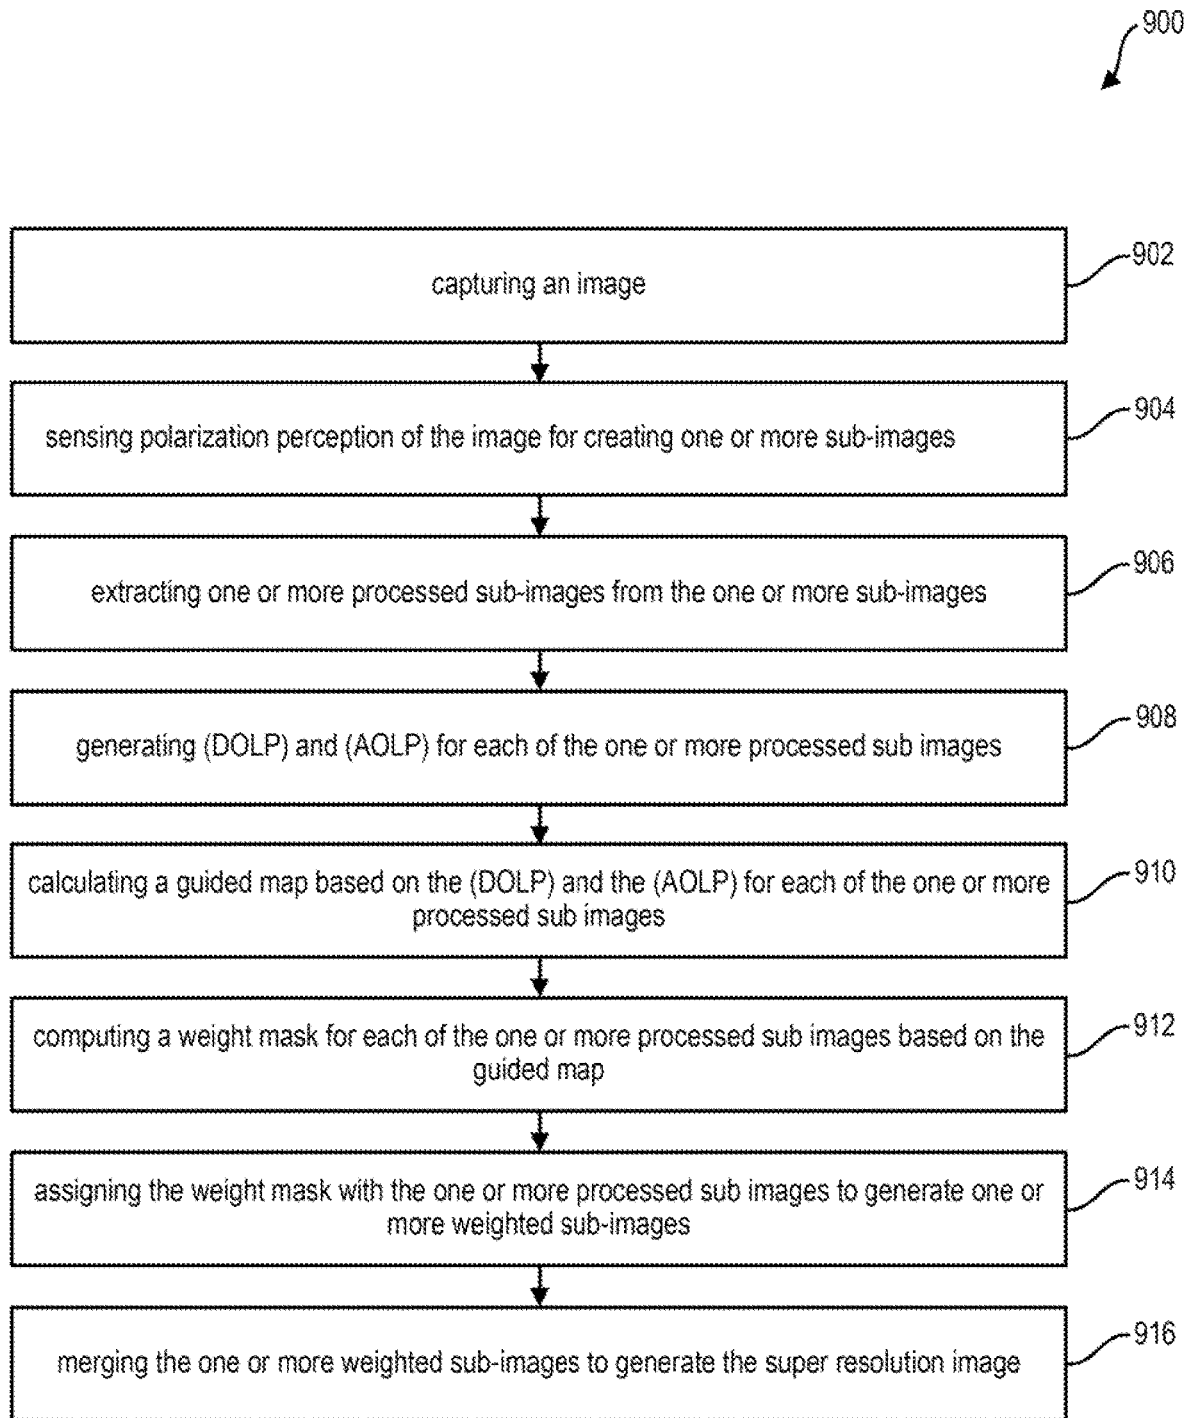 900
capturing an image
902
sensing polarization perception of the image for creating one or more sub-images
904
extracting one or more processed sub-images from the one or more sub-images
906
generating (DOLP) and (AOLP) for each of the one or more processed sub images
908
calculating a guided map based on the (DOLP) and the (AOLP) for each of the one or more
processed sub images
910
computing a weight mask for each of the one or more processed sub images based on the
guided map
912
assigning the weight mask with the one or more processed sub images to generate one or
more weighted sub-images
914
merging the one or more weighted sub-images to generate the super resolution image
916